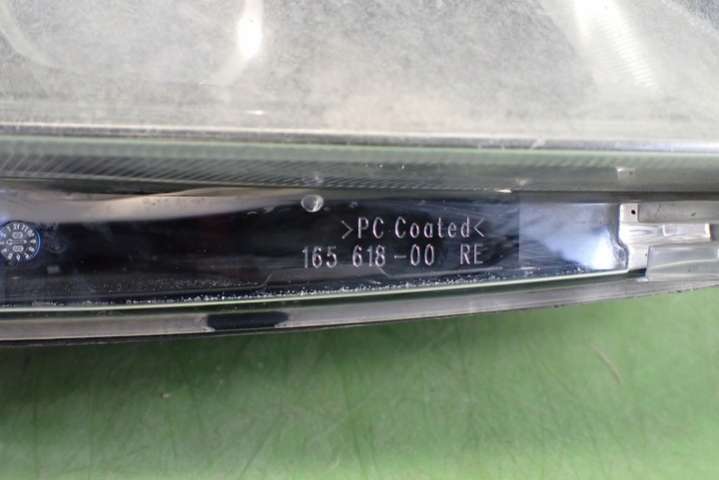 >PC Coated<
165 618-00 RE